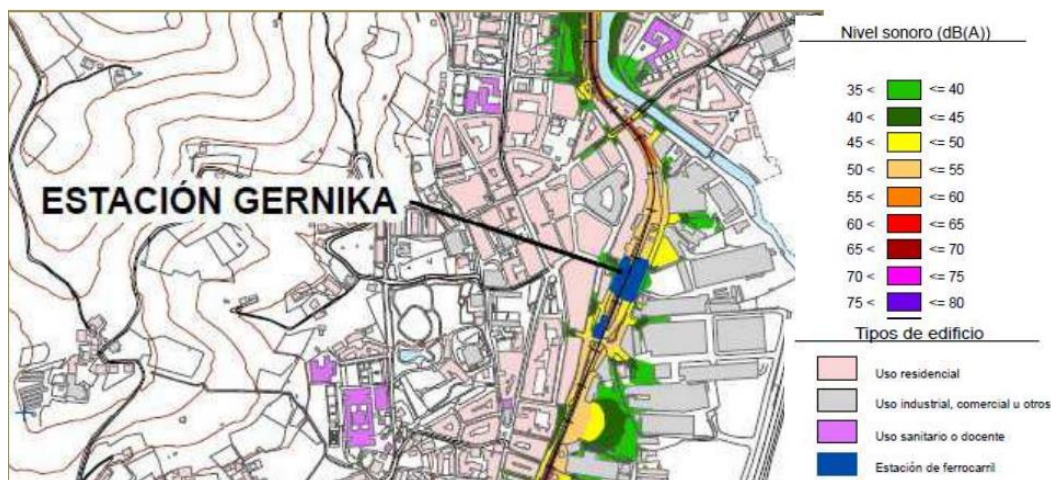 ESTACIÓN GERNIKA
Nivel sonoro (dB(A))
35 < <= 40
40 < <= 45
45 < <= 50
50 < <= 55
55 < <= 60
60 < <= 65
65 < <= 70
70 < <= 75
75 < <= 80
Tipos de edificio
Uso residencial
Uso industrial, comercial u otros
Uso sanitario o docente
Estación de ferrocarril